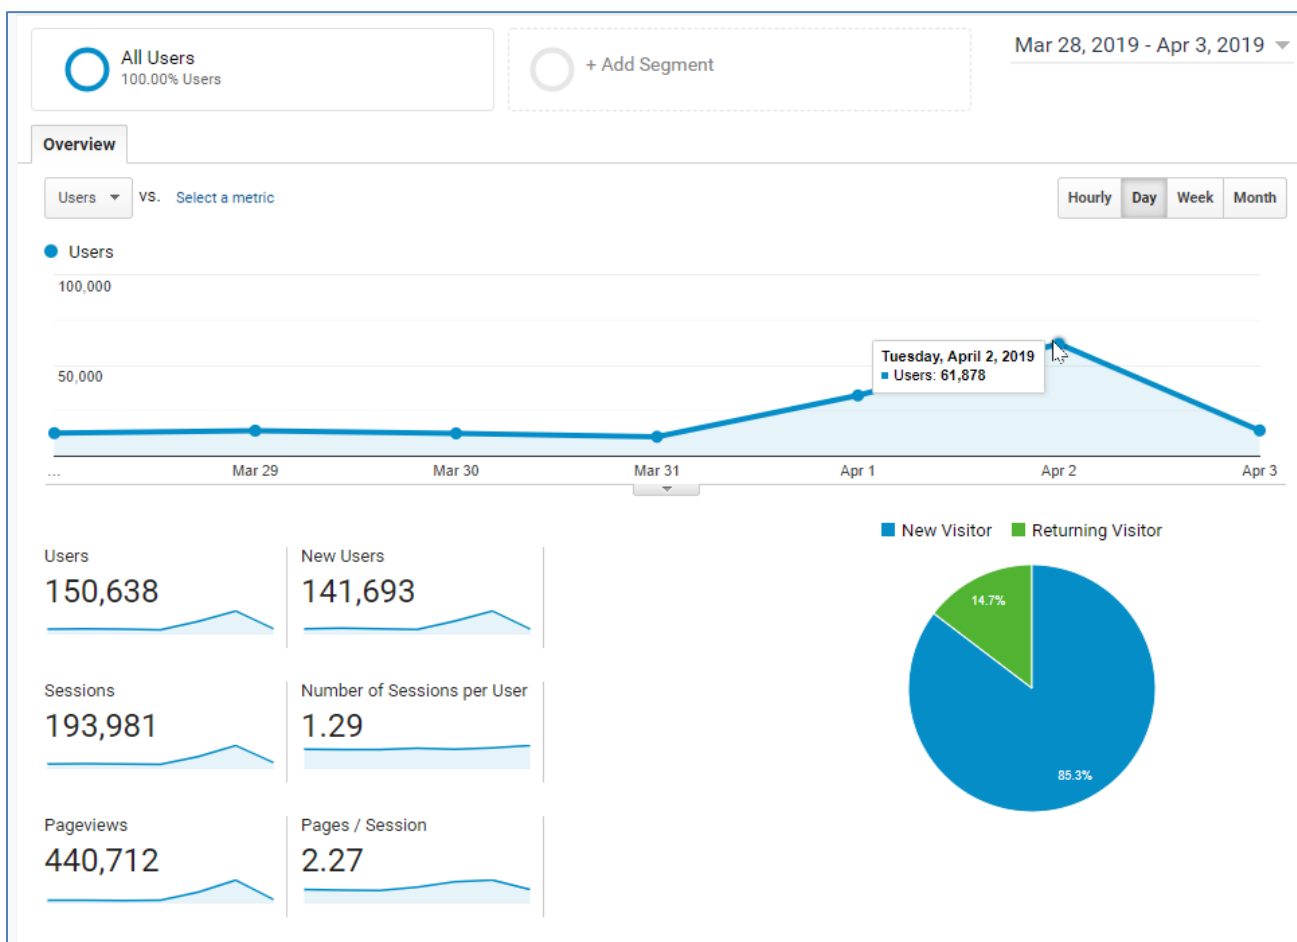 All Users
100.00% Users
+ Add Segment
Mar 28, 2019 - Apr 3, 2019
Overview
Users vs. Select a metric
Hourly Day Week Month
Users
100,000
50,000
Tuesday, April 2, 2019
Users: 61,878
... Mar 29 Mar 30 Mar 31 Apr 1 Apr 2 Apr 3
New Visitor Returning Visitor
14.7%
85.3%
Users
150,638
New Users
141,693
Sessions
193,981
Number of Sessions per User
1.29
Pageviews
440,712
Pages / Session
2.27